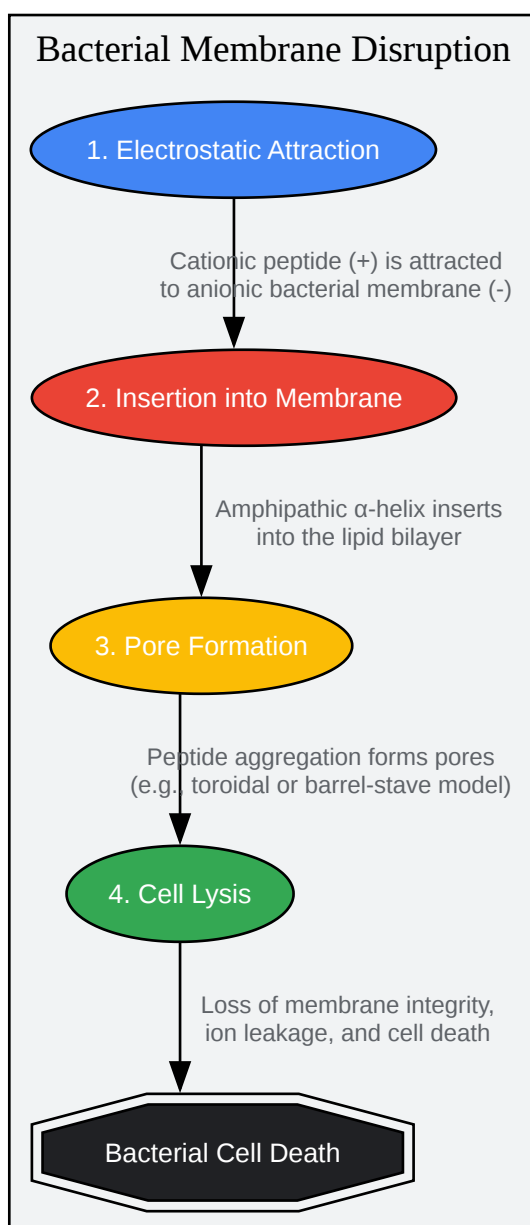 Bacterial Membrane Disruption
1. Electrostatic Attraction
Cationic peptide (+) is attracted
to anionic bacterial membrane (-)
2. Insertion into Membrane
Amphipathic α-helix inserts
into the lipid bilayer
3. Pore Formation
Peptide aggregation forms pores
(e.g., toroidal or barrel-stave model)
4. Cell Lysis
Loss of membrane integrity,
ion leakage, and cell death
Bacterial Cell Death